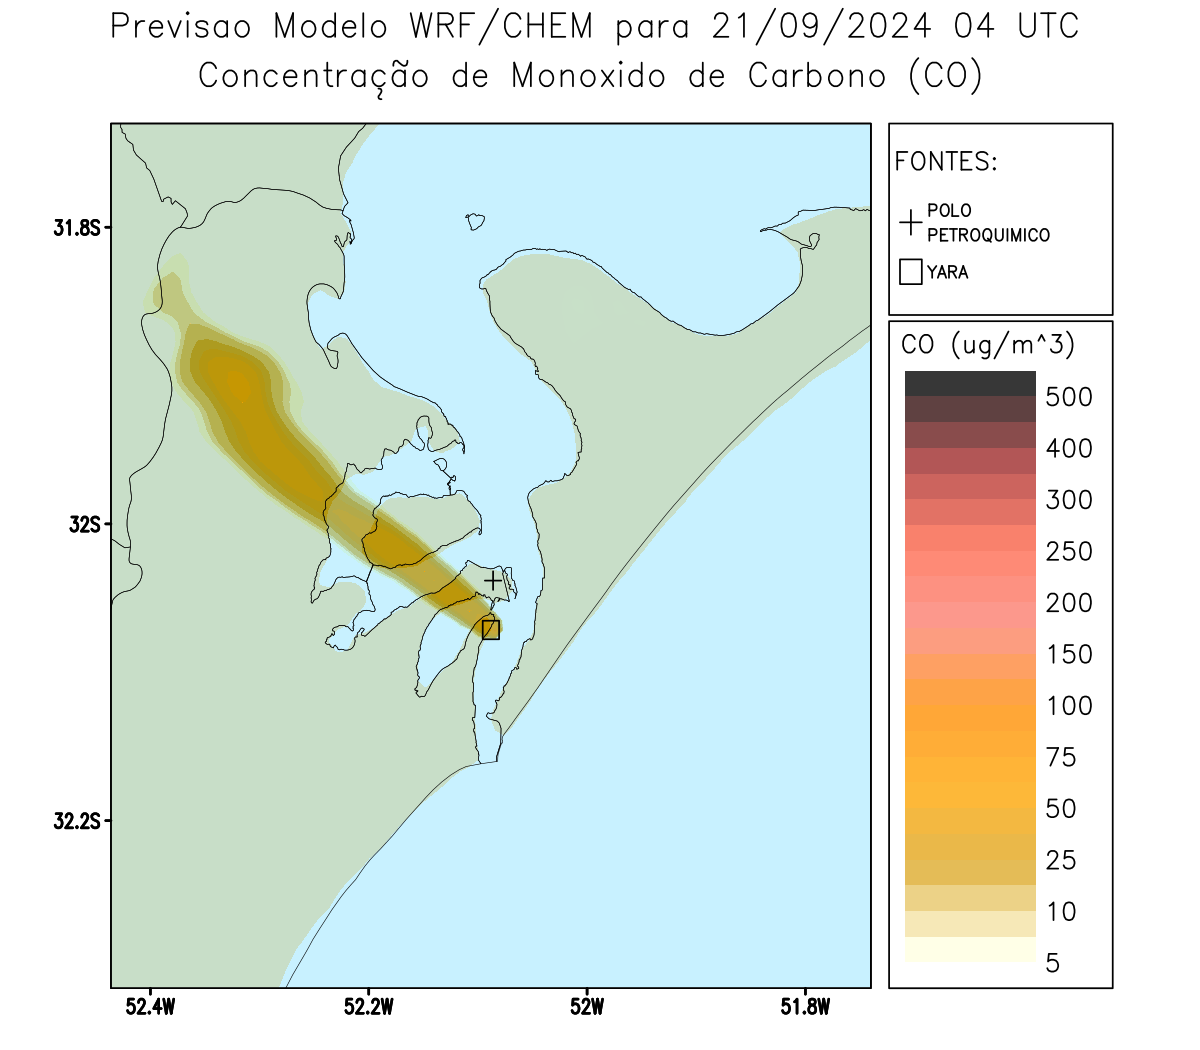 Previsao Modelo WRF/CHEM para 21/09/2024 04 UTC
Concentração de Monoxido de Carbono (CO)
FONTES:
POLO
PETROQUIMICO
YARA
CO (ug/m^3)
500
400
300
250
200
150
100
75
50
25
10
5
31.8S
32S
32.2S
52.4W
52.2W
52W
51.8W